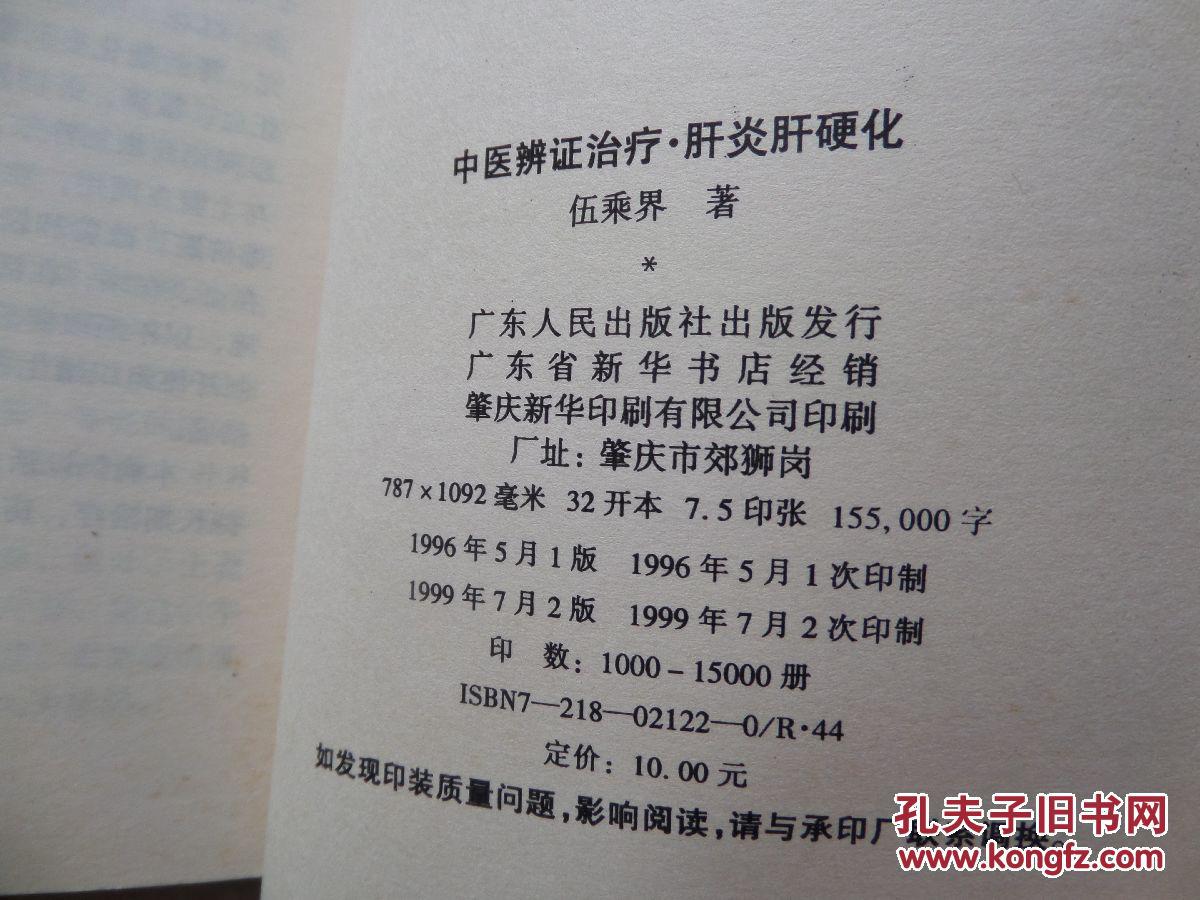 中医辨证治疗·肝炎肝硬化
伍乘界 著
*
广东人民出版社出版发行
广东省新华书店经销
肇庆新华印刷有限公司印刷
厂址：肇庆市郊狮岗
787×1092毫米 32开本 7.5印张 155,000字
1996年5月1版 1996年5月1次印制
1999年7月2版 1999年7月2次印制
印 数：1000-15000册
ISBN7—218—02122—0/R·44
定价：10.00元
如发现印装质量问题，影响阅读，请与承印厂联系调换。
孔夫子旧书网
www.kongfz.com